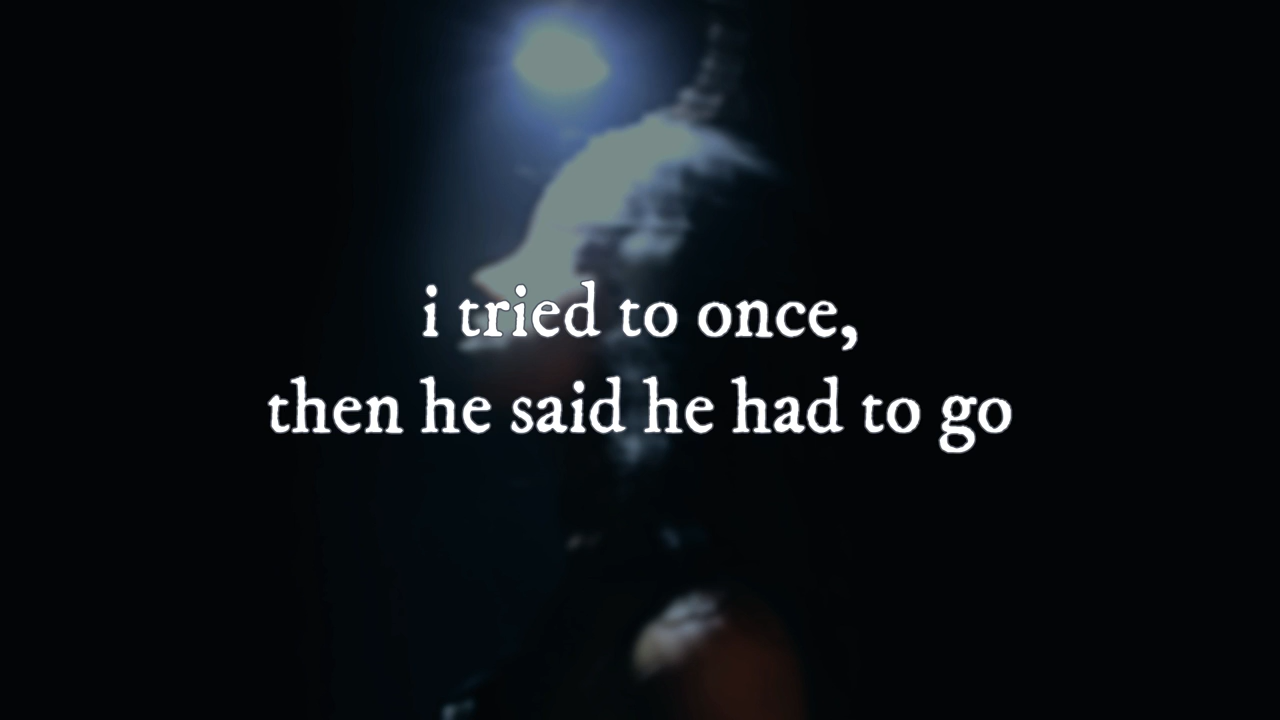 i tried to once,
then he said he had to go